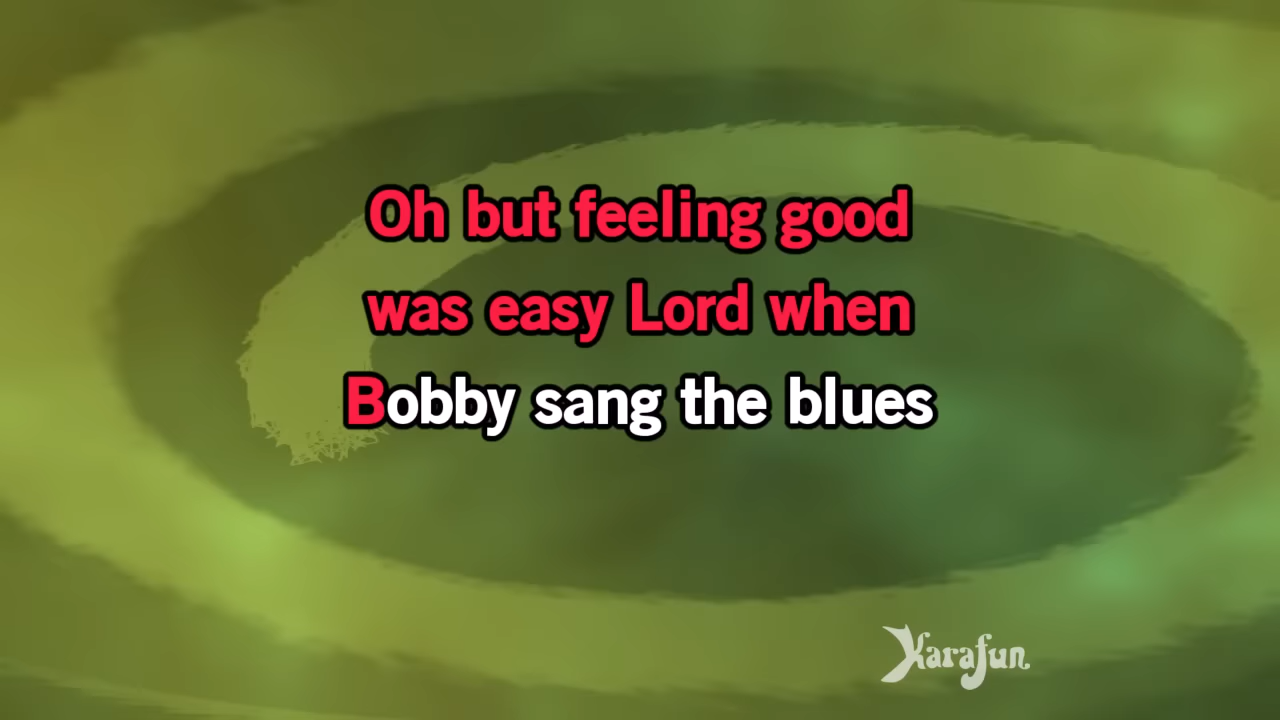 Oh but feeling good
was easy Lord when
Bobby sang the blues
Karafun